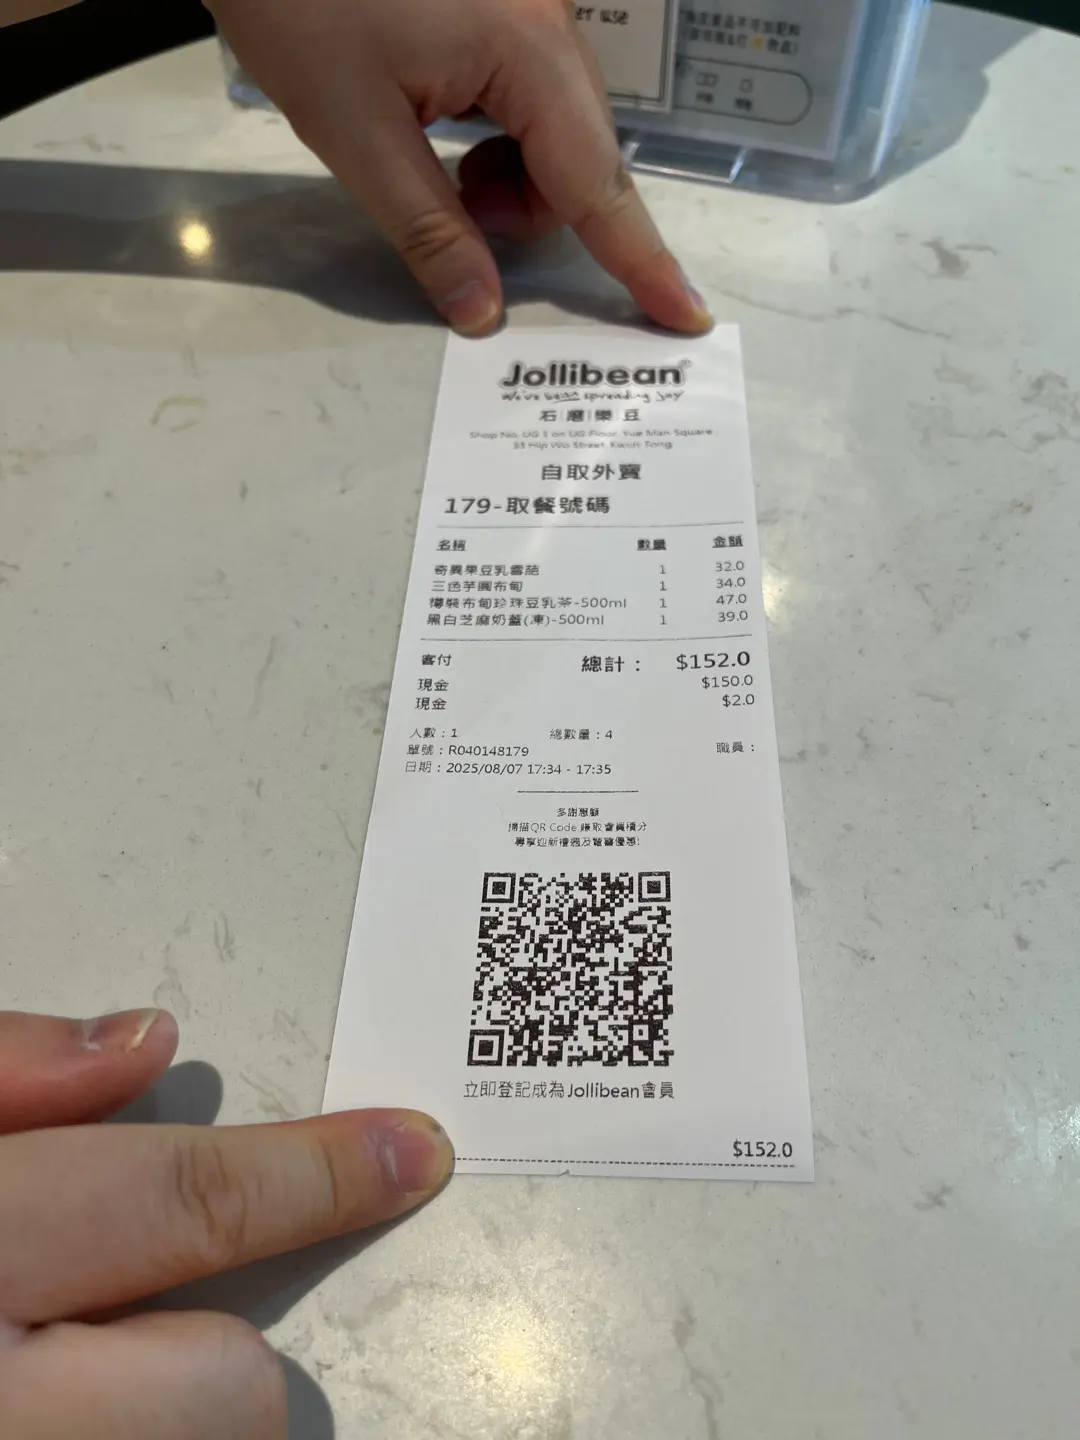 er use
Jollibean
We've been spreading joy
石磨樂豆
Shop No. UG 1 on UG Floor, Yue Man Square
33 Hip Wo Street, Kwun Tong
自取外賣
179-取餐號碼
名稱 數量 金額
奇異果豆乳雪葩 1 32.0
三色芋圓布甸 1 34.0
樽裝布甸珍珠豆乳茶-500ml 1 47.0
黑白芝麻奶蓋(凍)-500ml 1 39.0
客付 總計： $152.0
現金 $150.0
現金 $2.0
人數：1 總數量：4
單號：R040148179 職員：
日期：2025/08/07 17:34 - 17:35
多謝惠顧
掃描QR Code 賺取會員積分
專享迎新禮遇及驚喜優惠!
立即登記成為Jollibean會員
$152.0